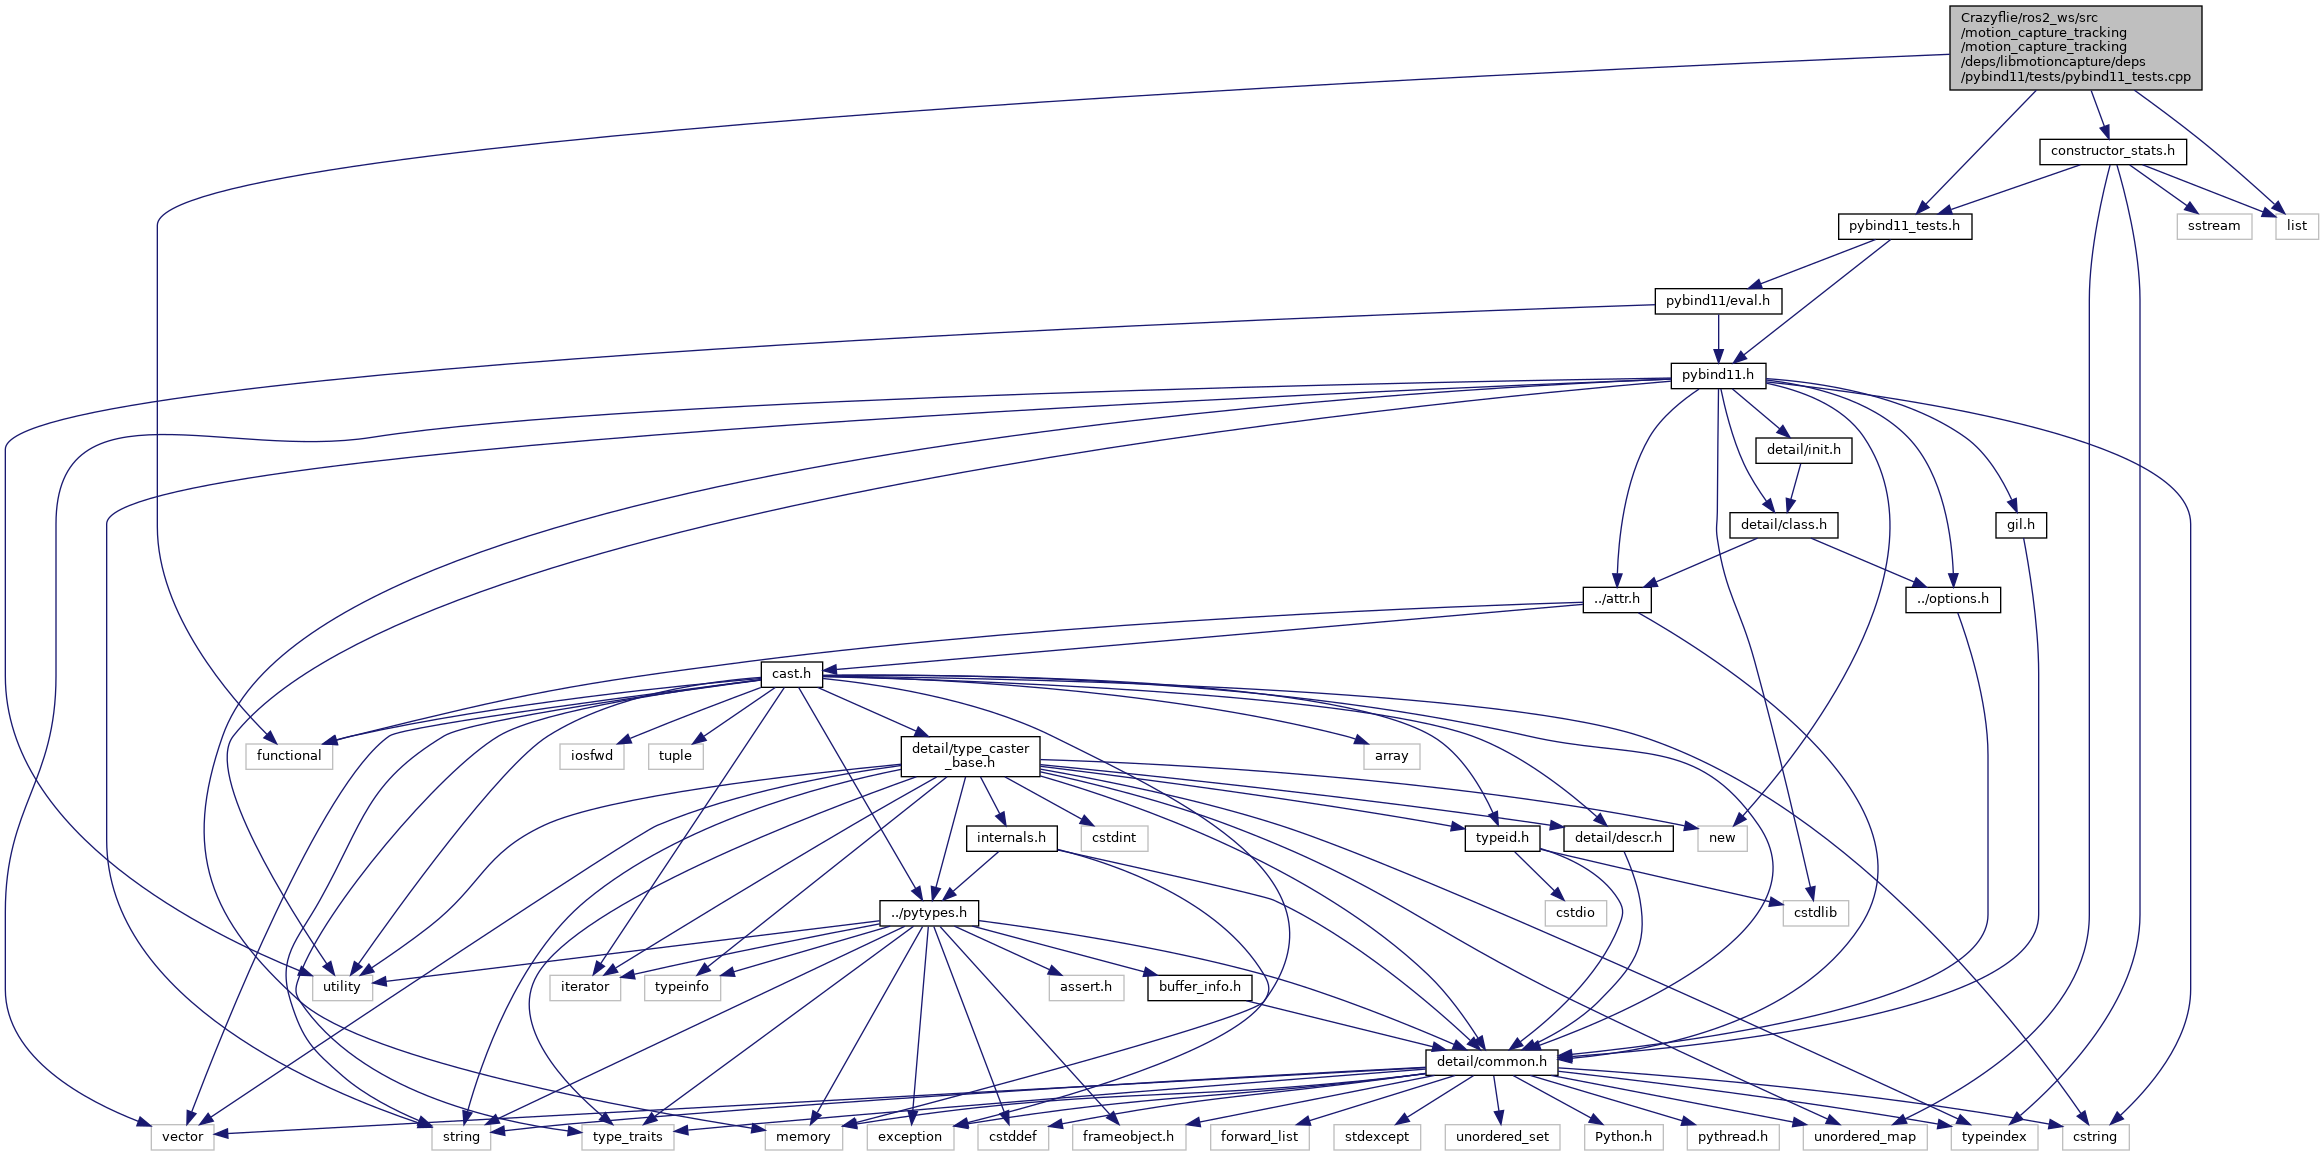 Crazyflie/ros2_ws/src
/motion_capture_tracking
/motion_capture_tracking
/deps/libmotioncapture/deps
/pybind11/tests/pybind11_tests.cpp
constructor_stats.h
pybind11_tests.h
sstream
list
pybind11/eval.h
pybind11.h
detail/init.h
detail/class.h
gil.h
../attr.h
../options.h
cast.h
functional
iosfwd
tuple
detail/type_caster
_base.h
array
internals.h
cstdint
typeid.h
detail/descr.h
new
../pytypes.h
cstdio
cstdlib
utility
iterator
typeinfo
assert.h
buffer_info.h
detail/common.h
vector
string
type_traits
memory
exception
cstddef
frameobject.h
forward_list
stdexcept
unordered_set
Python.h
pythread.h
unordered_map
typeindex
cstring